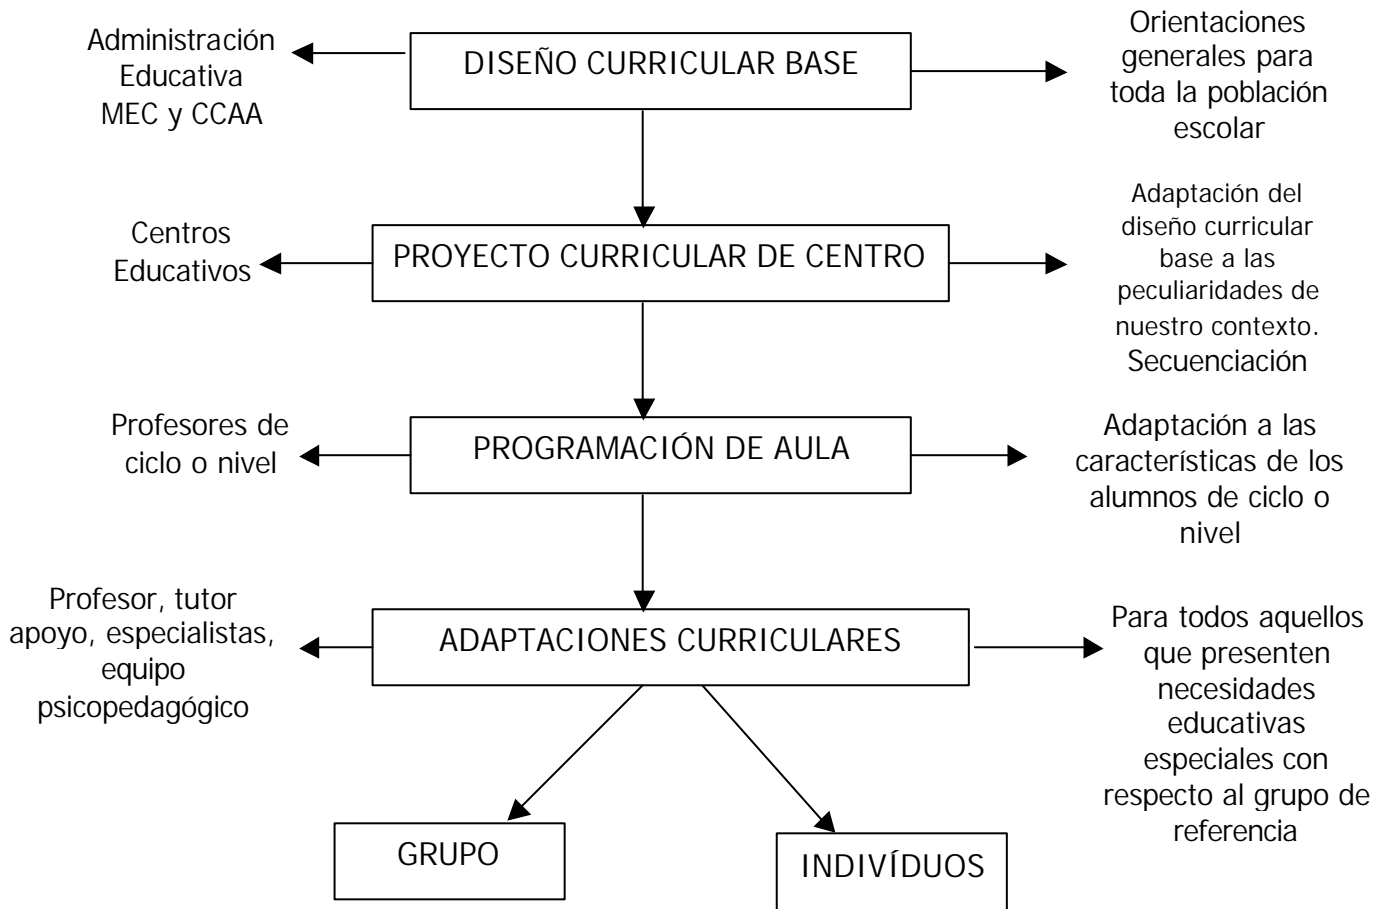 Administración
Educativa
MEC y CCAA
DISEÑO CURRICULAR BASE
Orientaciones
generales para
toda la población
escolar
Centros
Educativos
PROYECTO CURRICULAR DE CENTRO
Adaptación del
diseño curricular
base a las
peculiaridades de
nuestro contexto.
Secuenciación
Profesores de
ciclo o nivel
PROGRAMACIÓN DE AULA
Adaptación a las
características de los
alumnos de ciclo o
nivel
Profesor, tutor
apoyo, especialistas,
equipo
psicopedagógico
ADAPTACIONES CURRICULARES
Para todos aquellos
que presenten
necesidades
educativas
especiales con
respecto al grupo de
referencia
GRUPO
INDIVÍDUOS